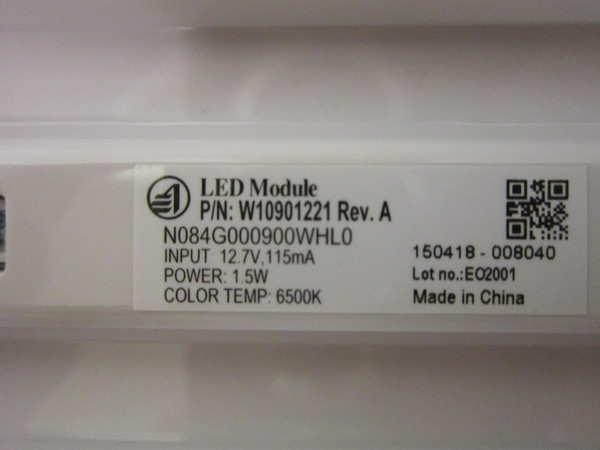 LED Module
P/N: W10901221 Rev. A
N084G000900WHL0
INPUT: 12.7V,115mA
POWER: 1.5W
COLOR TEMP: 6500K
150418 - 008040
Lot no.:EO2001
Made in China